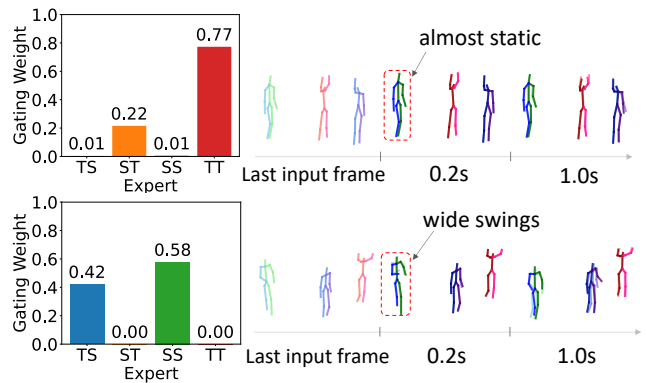 Gating Weight
1.0
0.8
0.6
0.4
0.2
0.0
0.01
0.22
0.01
0.77
TS ST SS TT
Expert
almost static
Last input frame 0.2s 1.0s
Gating Weight
1.0
0.8
0.6
0.4
0.2
0.0
0.42
0.00
0.58
0.00
TS ST SS TT
Expert
wide swings
Last input frame 0.2s 1.0s